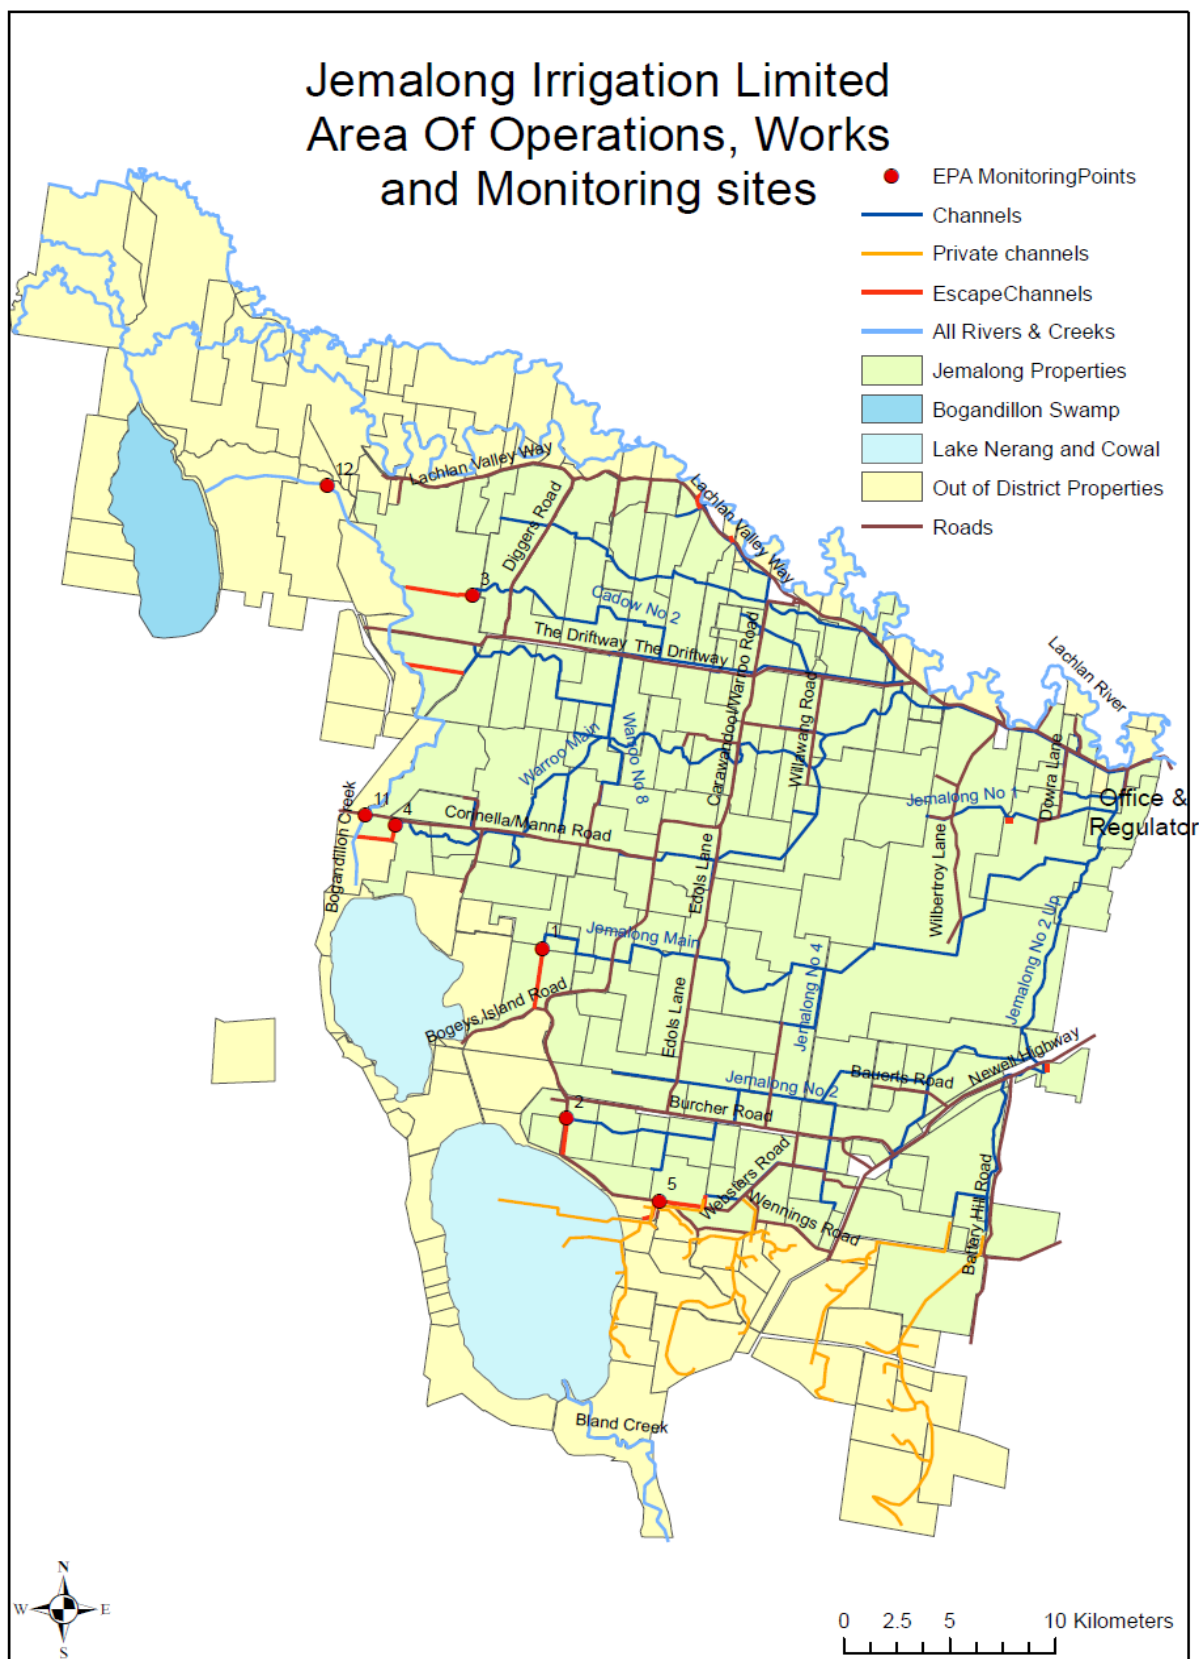 Jemalong Irrigation Limited
Area Of Operations, Works
and Monitoring sites
EPA MonitoringPoints
Channels
Private channels
EscapeChannels
All Rivers & Creeks
Jemalong Properties
Bogandillon Swamp
Lake Nerang and Cowal
Out of District Properties
Roads
12
Lachlan Valley Way
Lachlan Valley Way
Diggers Road
3
Cadow No 2
The Driftway
The Driftway
Carawandool/Warroo Road
Willawang Road
Lachlan River
Warroo Main
Warroo No 8
Dowra Lane
Jemalong No 1
Office &
Regulator
11
4
Corinella/Manna Road
Bogandillon Creek
Edols Lane
Wilbertroy Lane
1
Jemalong Main
Jemalong No 4
Jemalong No 2 Up
Bogeys Island Road
Edols Lane
Newell Highway
Bauerts Road
Jemalong No 2
2
Burcher Road
5
Websters Road
Wennings Road
Battery Hill Road
Bland Creek
N
W
E
S
0
2.5
5
10 Kilometers